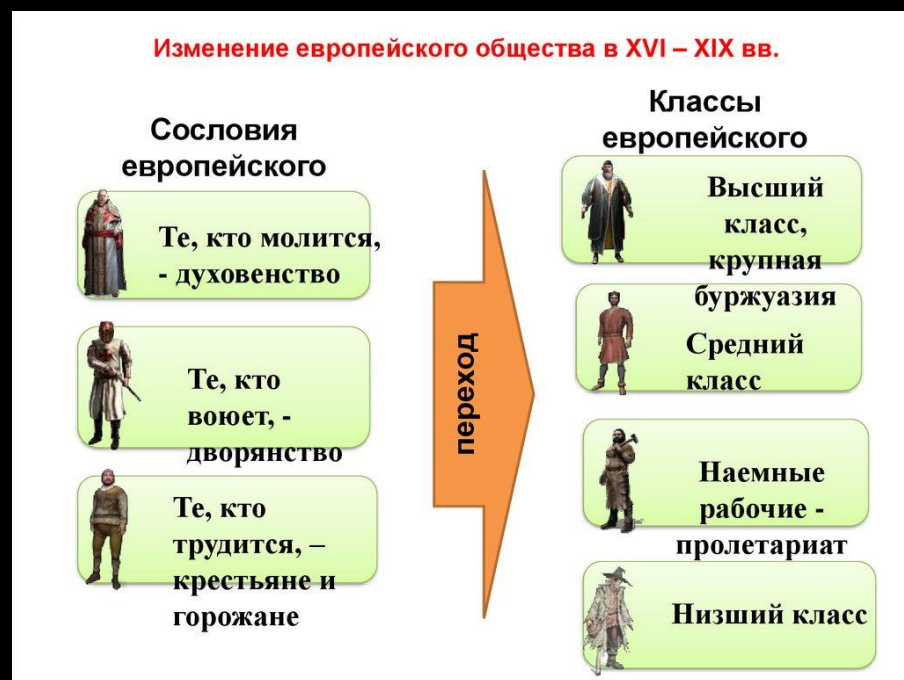 Изменение европейского общества в XVI – XIX вв.
Сословия
европейского
Те, кто молится,
- духовенство
Те, кто
воюет, -
дворянство
Те, кто
трудится, –
крестьяне и
горожане
переход
Классы
европейского
Высший
класс,
крупная
буржуазия
Средний
класс
Наемные
рабочие -
пролетариат
Низший класс